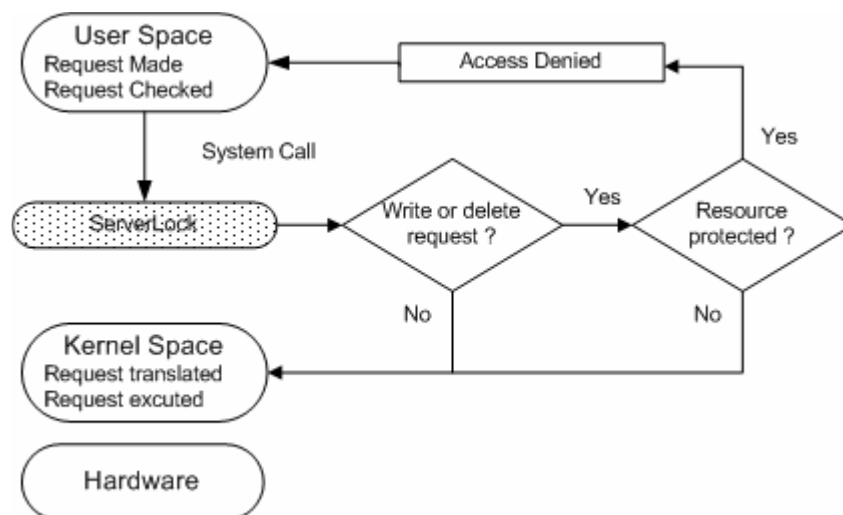 User Space
Request Made
Request Checked
Access Denied
Yes
System Call
ServerLock
Write or delete
request ?
Yes
Resource
protected ?
No
No
Kernel Space
Request translated
Request excuted
Hardware